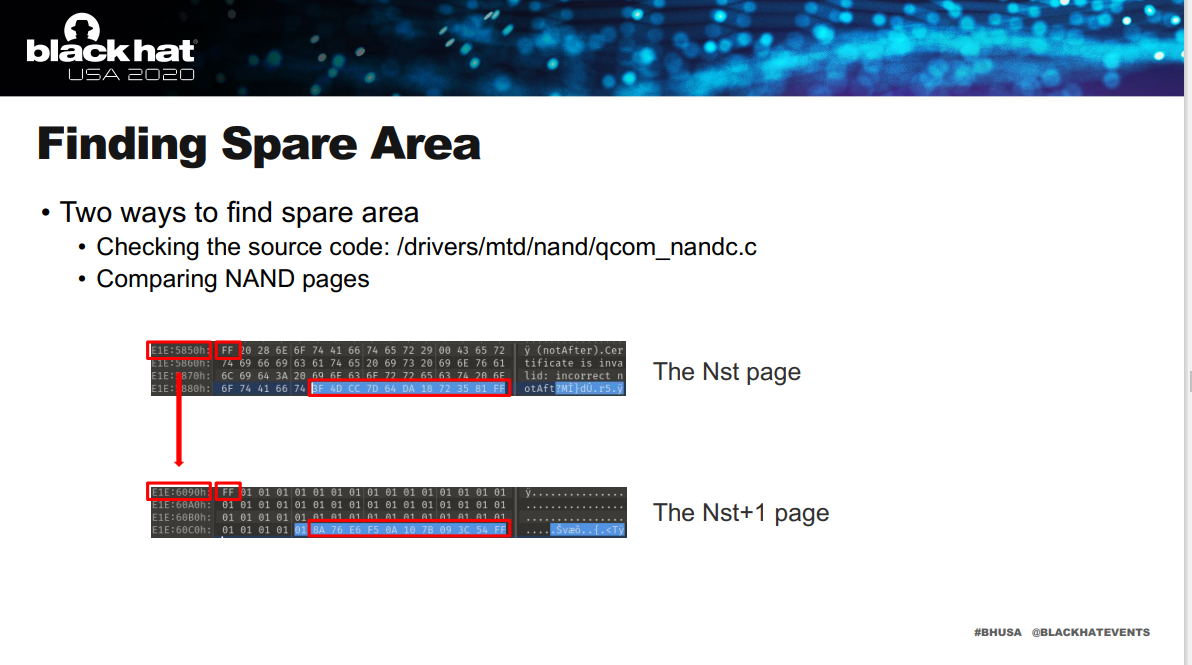 black hat
USA 2020
Finding Spare Area
• Two ways to find spare area
• Checking the source code: /drivers/mtd/nand/qcom_nandc.c
• Comparing NAND pages
E1E:5850h: FF 20 28 6E 6F 74 41 66 74 65 72 29 00 43 65 72 ÿ (notAfter).Cer
E1E:5860h: 74 69 66 69 63 61 74 65 20 69 73 20 69 6E 76 61 tificate is inva
The Nst page
E1E:5870h: 6C 69 64 3A 20 69 6E 63 6F 72 72 65 63 74 20 6E lid: incorrect n
E1E:5880h: 6F 74 41 66 74 3F 4D CC 7D 64 DA 18 72 35 81 FF otAft?MÌ}dÚ.r5.ÿ
E1E:6090h: FF 01 01 01 01 01 01 01 01 01 01 01 01 01 01 01 ÿ...............
E1E:60A0h: 01 01 01 01 01 01 01 01 01 01 01 01 01 01 01 01 ................
The Nst+1 page
E1E:60B0h: 01 01 01 01 01 01 01 01 01 01 01 01 01 01 01 01 ................
E1E:60C0h: 01 01 01 01 01 8A 76 E6 F5 0A 10 7B 09 3C 54 FF .....Švæõ..{.<Tÿ
#BHUSA @BLACKHATEVENTS